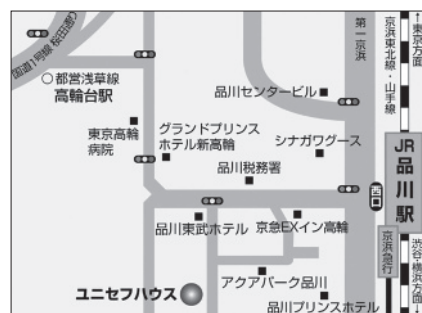 国道1号線 桜田通り
都営浅草線
高輪台駅
東京高輪
病院
グランドプリンス
ホテル新高輪
品川センタービル
シナガワグース
品川税務署
品川東武ホテル
京急EXイン高輪
アクアパーク品川
品川プリンスホテル
ユニセフハウス
第一京浜
↑東京方面
京浜東北線・山手線
JR
品川駅
西口
京浜急行
渋谷・横浜方面↓